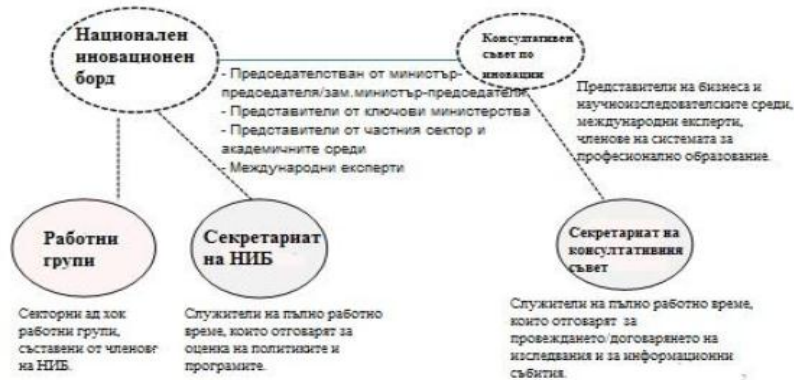 Национален
иновационен
борд
Консултативен
съвет по
иновации
- Председателстван от министър-
председателя/зам.министър-председателя
- Представители от ключови министерства
- Представители от частния сектор и
академичните среди
- Международни експерти
Представители на бизнеса и
научноизследователските среди,
международни експерти,
членове на системата за
професионално образование.
Работни
групи
Секретариат
на НИБ
Секретариат на
консултативния
съвет
Секторни ад хок
работни групи,
съставени от членове
на НИБ.
Служители на пълно работно
време, които отговарят за
оценка на политиките и
програмите.
Служители на пълно работно време,
които отговарят за
провеждането/договарянето на
изследвания и за информационни
събития.